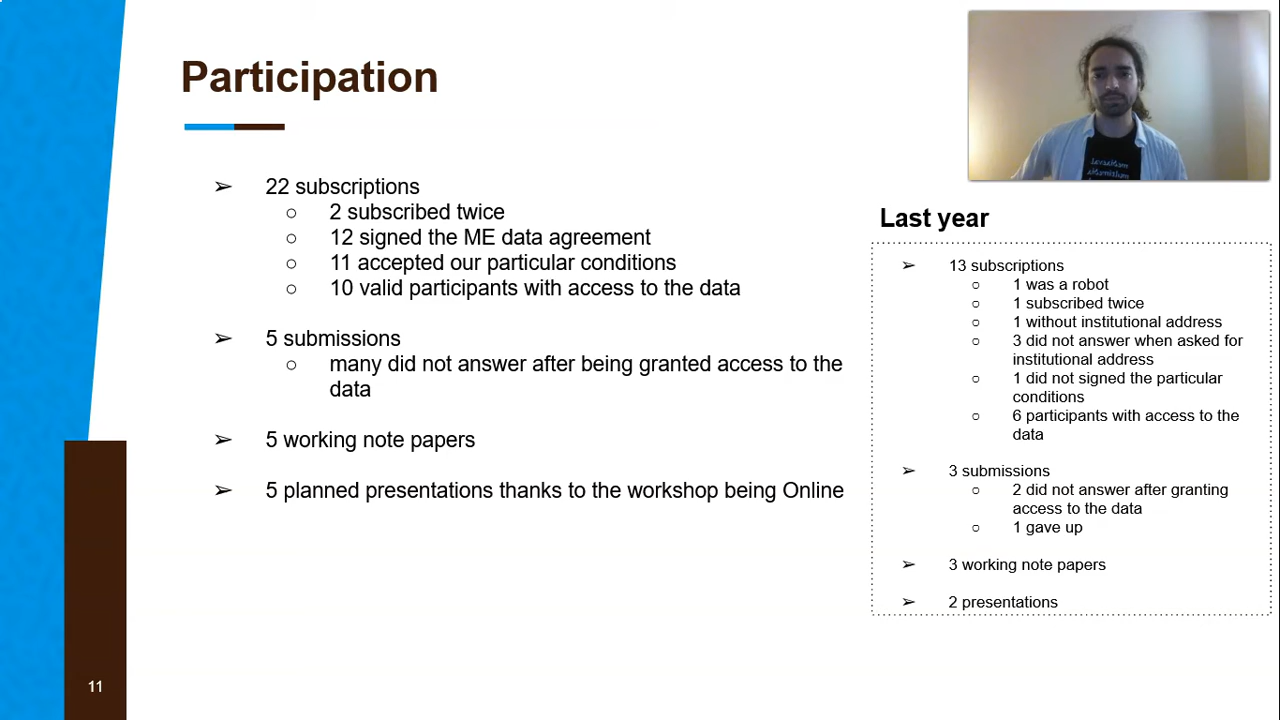 Participation
➢ 22 subscriptions
○ 2 subscribed twice
○ 12 signed the ME data agreement
○ 11 accepted our particular conditions
○ 10 valid participants with access to the data
➢ 5 submissions
○ many did not answer after being granted access to the
data
➢ 5 working note papers
➢ 5 planned presentations thanks to the workshop being Online
Last year
➢ 13 subscriptions
○ 1 was a robot
○ 1 subscribed twice
○ 1 without institutional address
○ 3 did not answer when asked for
institutional address
○ 1 did not signed the particular
conditions
○ 6 participants with access to the
data
➢ 3 submissions
○ 2 did not answer after granting
access to the data
○ 1 gave up
➢ 3 working note papers
➢ 2 presentations
11